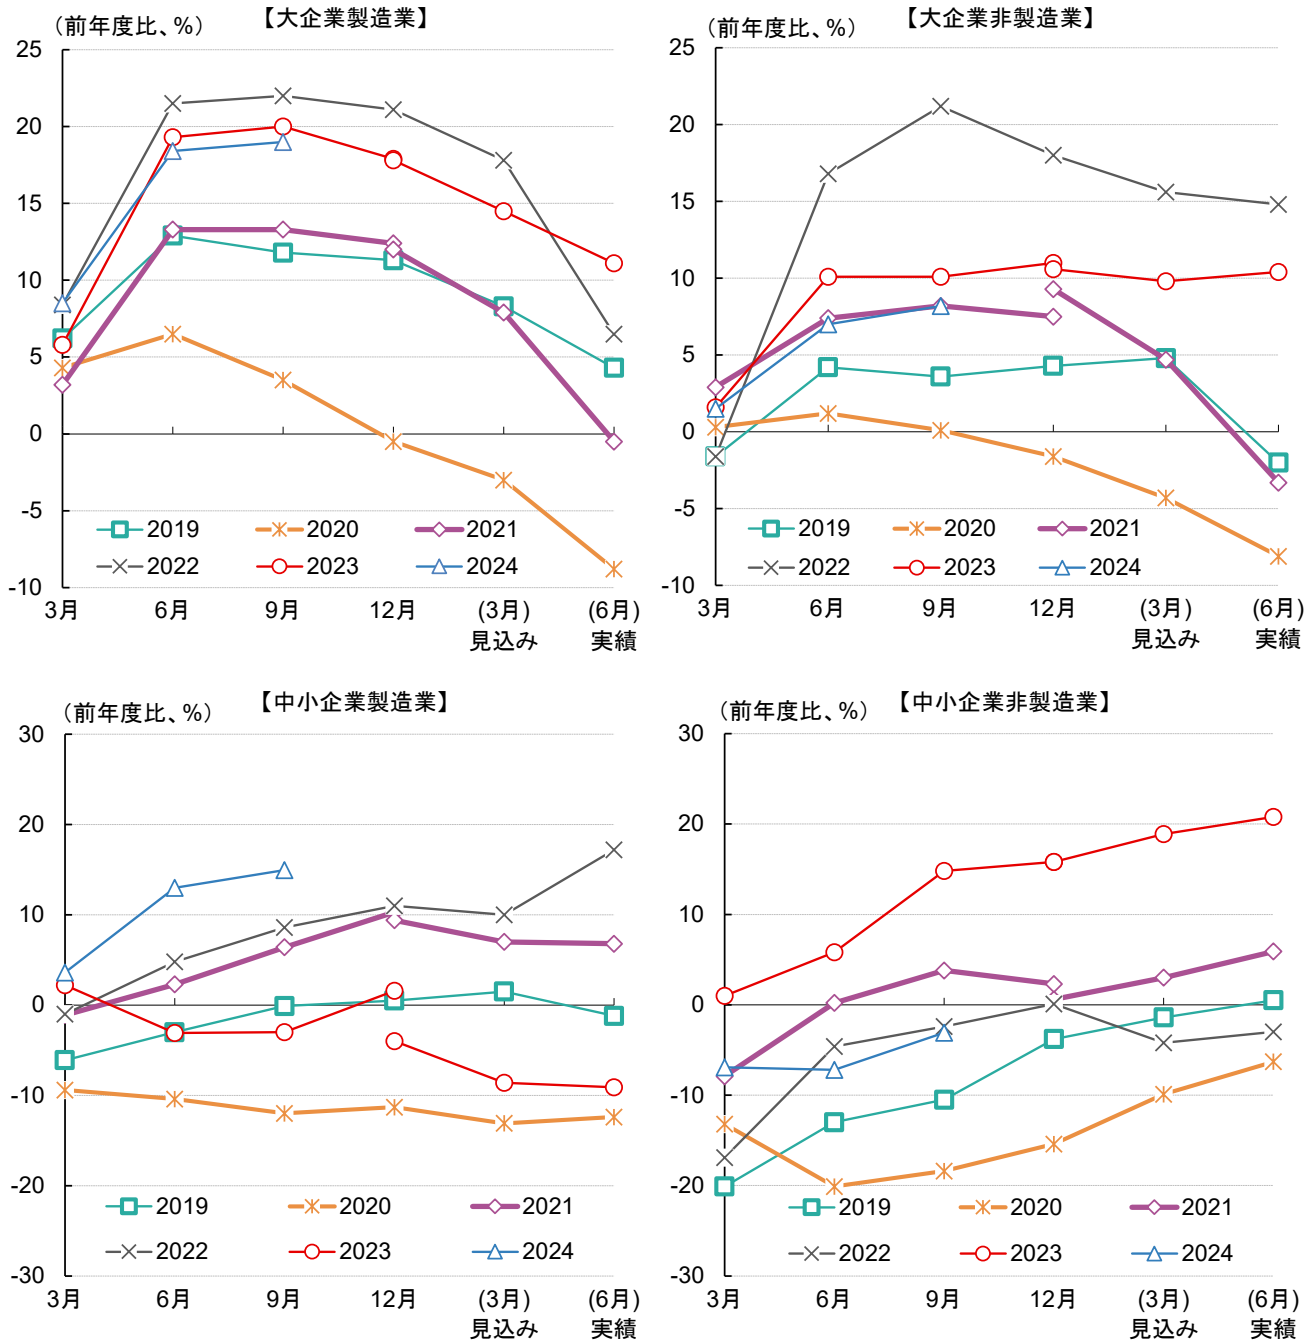 【大企業製造業】
(前年度比、%)
25
20
15
10
5
0
-5
-10
2019 2020 2021
2022 2023 2024
3月 6月 9月 12月 (3月) (6月)
見込み 実績
【大企業非製造業】
(前年度比、%)
25
20
15
10
5
0
-5
-10
2019 2020 2021
2022 2023 2024
3月 6月 9月 12月 (3月) (6月)
見込み 実績
【中小企業製造業】
(前年度比、%)
30
20
10
0
-10
-20
-30
2019 2020 2021
2022 2023 2024
3月 6月 9月 12月 (3月) (6月)
見込み 実績
【中小企業非製造業】
(前年度比、%)
30
20
10
0
-10
-20
-30
2019 2020 2021
2022 2023 2024
3月 6月 9月 12月 (3月) (6月)
見込み 実績